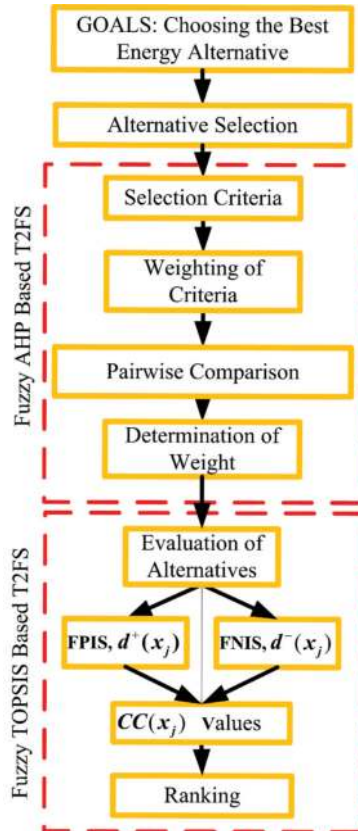 GOALS: Choosing the Best
Energy Alternative
Alternative Selection
Fuzzy AHP Based T2FS
Selection Criteria
Weighting of
Criteria
Pairwise Comparison
Determination of
Weight
Fuzzy TOPSIS Based T2FS
Evaluation of
Alternatives
FPIS, d⁺(xⱼ)
FNIS, d⁻(xⱼ)
CC(xⱼ) Values
Ranking